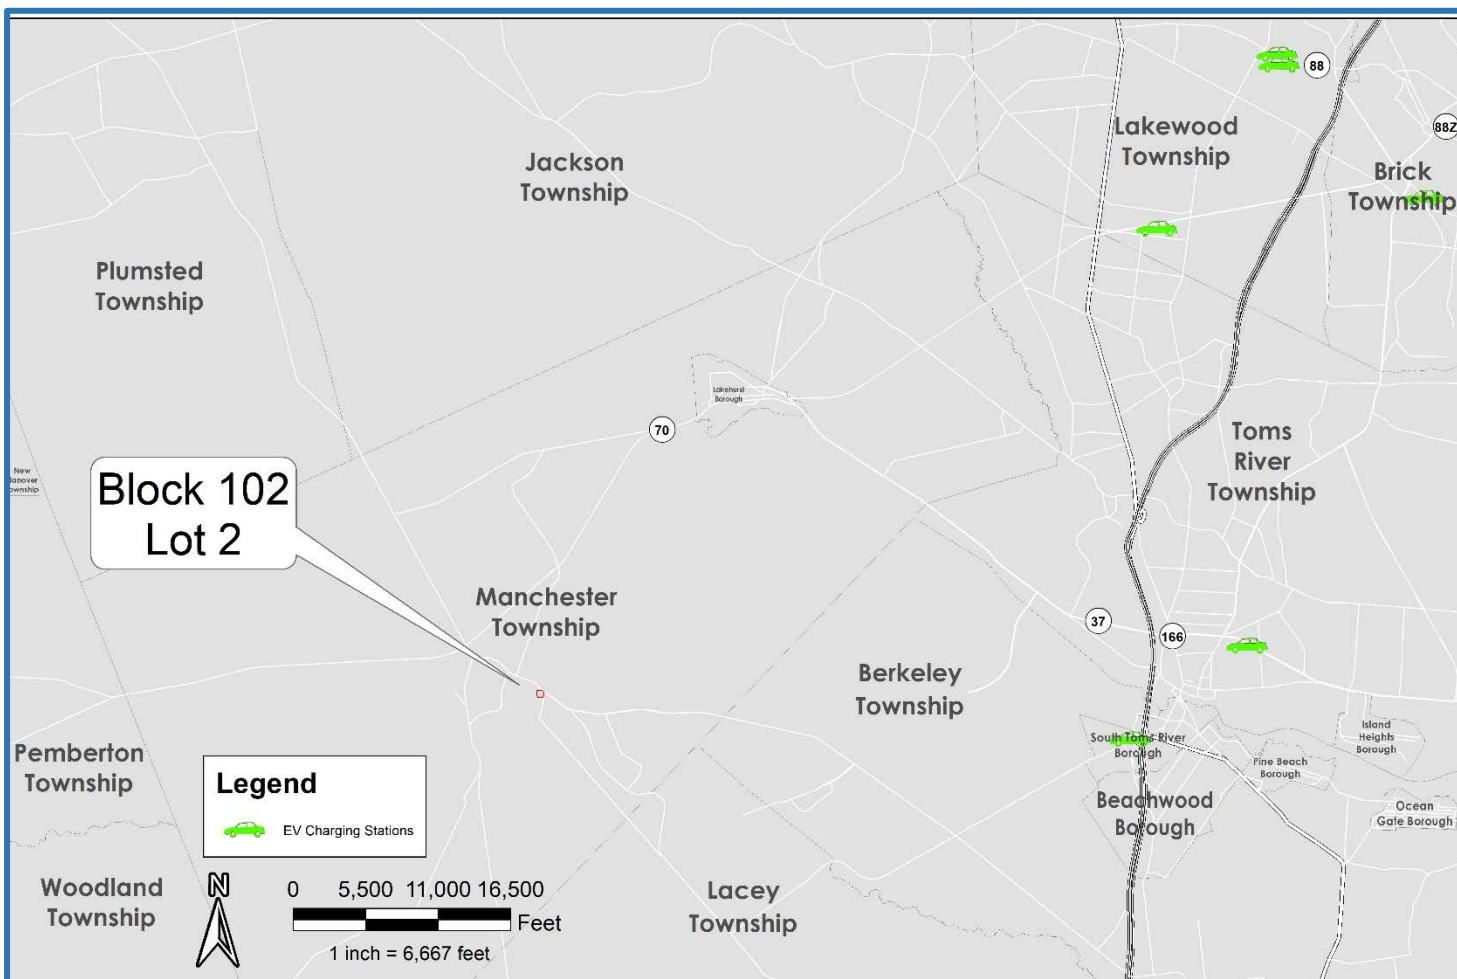 88
Lakewood
Township
88Z
Jackson
Township
Brick
Township
Plumsted
Township
Lakehurst
Borough
70
Toms
River
Township
New
anover
ownship
Block 102
Lot 2
Manchester
Township
37
166
Berkeley
Township
South Toms River
Borough
Island
Heights
Borough
Pine Beach
Borough
Pemberton
Township
Beachwood
Borough
Ocean
Gate Borough
Legend
EV Charging Stations
Woodland
Township
N
0 5,500 11,000 16,500
Feet
1 inch = 6,667 feet
Lacey
Township